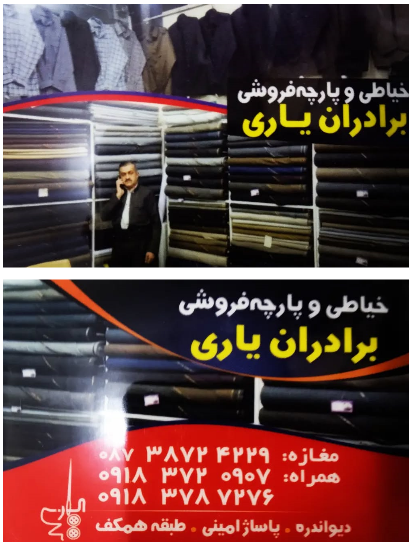 خیاطی و پارچه‌فروشی
برادران یاری
خیاطی و پارچه‌فروشی
برادران یاری
مغازه: ۰۸۷ ۳۸۷۲ ۴۲۲۹
همراه: ۰۹۱۸ ۳۷۲ ۰۹۰۷
۰۹۱۸ ۳۷۸ ۷۲۷۶
دیواندره • پاساژ امینی • طبقه همکف